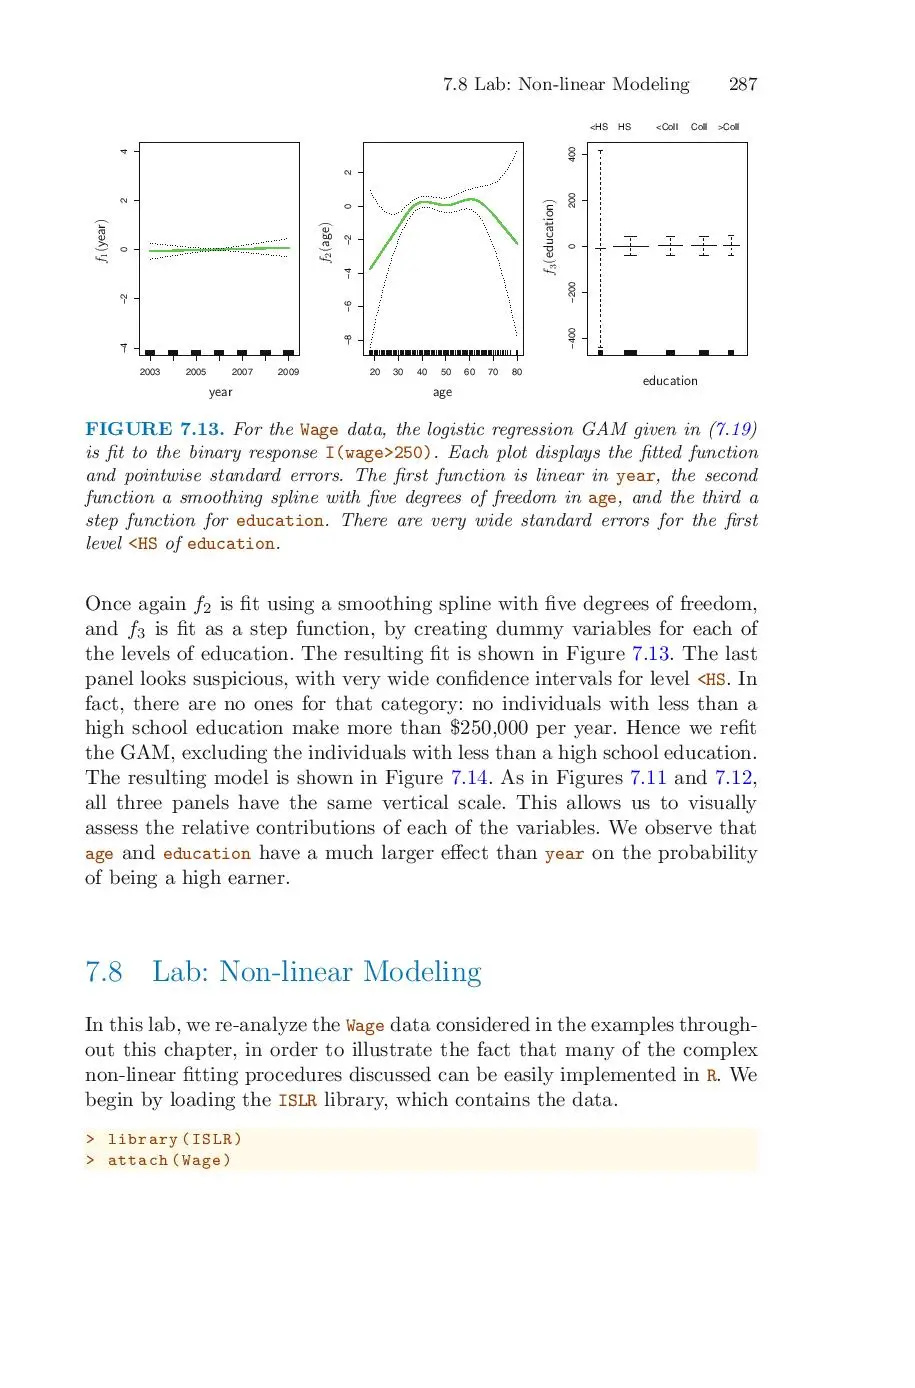 7.8 Lab: Non-linear Modeling 287
<HS HS <Coll Coll >Coll
4
2
0
−2
−4
f1(year)
2003 2005 2007 2009
year
2
0
−2
−4
−6
−8
f2(age)
20 30 40 50 60 70 80
age
400
200
0
−200
−400
f3(education)
education
FIGURE 7.13. For the Wage data, the logistic regression GAM given in (7.19)
is fit to the binary response I(wage>250). Each plot displays the fitted function
and pointwise standard errors. The first function is linear in year, the second
function a smoothing spline with five degrees of freedom in age, and the third a
step function for education. There are very wide standard errors for the first
level <HS of education.
Once again f2 is fit using a smoothing spline with five degrees of freedom,
and f3 is fit as a step function, by creating dummy variables for each of
the levels of education. The resulting fit is shown in Figure 7.13. The last
panel looks suspicious, with very wide confidence intervals for level <HS. In
fact, there are no ones for that category: no individuals with less than a
high school education make more than $250,000 per year. Hence we refit
the GAM, excluding the individuals with less than a high school education.
The resulting model is shown in Figure 7.14. As in Figures 7.11 and 7.12,
all three panels have the same vertical scale. This allows us to visually
assess the relative contributions of each of the variables. We observe that
age and education have a much larger effect than year on the probability
of being a high earner.
7.8 Lab: Non-linear Modeling
In this lab, we re-analyze the Wage data considered in the examples through-
out this chapter, in order to illustrate the fact that many of the complex
non-linear fitting procedures discussed can be easily implemented in R. We
begin by loading the ISLR library, which contains the data.
> library(ISLR)
> attach(Wage)